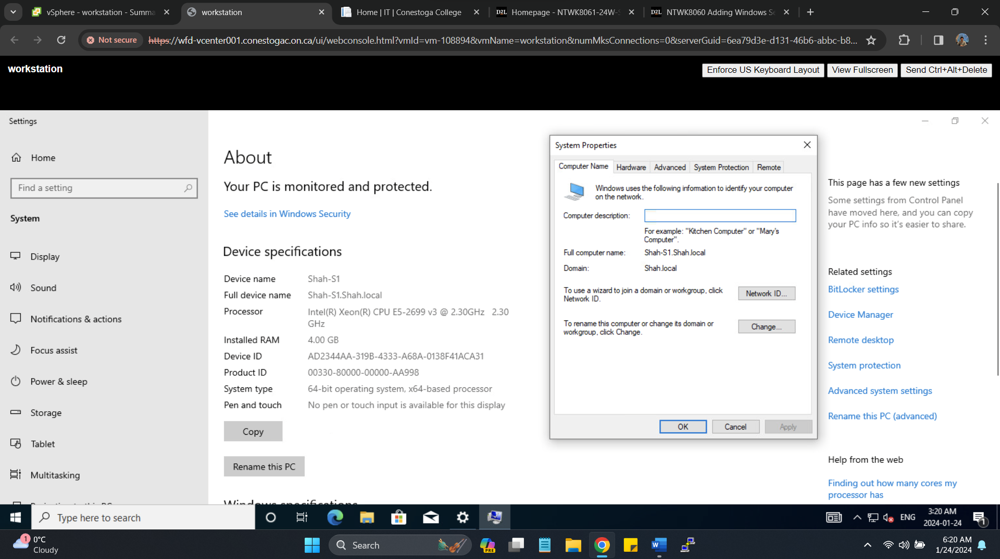 vSphere - workstation - Summa
workstation
Home | IT | Conestoga College
D2L Homepage - NTWK8061-24W-S
D2L NTWK8060 Adding Windows Se
Not secure
https://wfd-vcenter001.conestogac.on.ca/ui/webconsole.html?vmId=vm-108894&vmName=workstation&numMksConnections=0&serverGuid=6ea79d3e-d131-46b6-abbc-b8...
workstation
Enforce US Keyboard Layout
View Fullscreen
Send Ctrl+Alt+Delete
Settings
Home
Find a setting
System
Display
Sound
Notifications & actions
Focus assist
Power & sleep
Storage
Tablet
Multitasking
About
Your PC is monitored and protected.
See details in Windows Security
Device specifications
Device name Shah-S1
Full device name Shah-S1.Shah.local
Processor Intel(R) Xeon(R) CPU E5-2699 v3 @ 2.30GHz 2.30
GHz
Installed RAM 4.00 GB
Device ID AD2344AA-319B-4333-A68A-0138F41ACA31
Product ID 00330-80000-00000-AA998
System type 64-bit operating system, x64-based processor
Pen and touch No pen or touch input is available for this display
Copy
Rename this PC
Windows specifications
System Properties
Computer Name Hardware Advanced System Protection Remote
Windows uses the following information to identify your computer
on the network.
Computer description:
For example: "Kitchen Computer" or "Mary's
Computer".
Full computer name: Shah-S1.Shah.local
Domain: Shah.local
To use a wizard to join a domain or workgroup, click
Network ID.
Network ID...
To rename this computer or change its domain or
workgroup, click Change.
Change...
OK Cancel Apply
This page has a few new settings
Some settings from Control Panel
have moved here, and you can copy
your PC info so it's easier to share.
Related settings
BitLocker settings
Device Manager
Remote desktop
System protection
Advanced system settings
Rename this PC (advanced)
Help from the web
Finding out how many cores my
processor has
Type here to search
ENG
3:20 AM
2024-01-24
1
1
0°C
Cloudy
Search
PRE
W
6:20 AM
1/24/2024